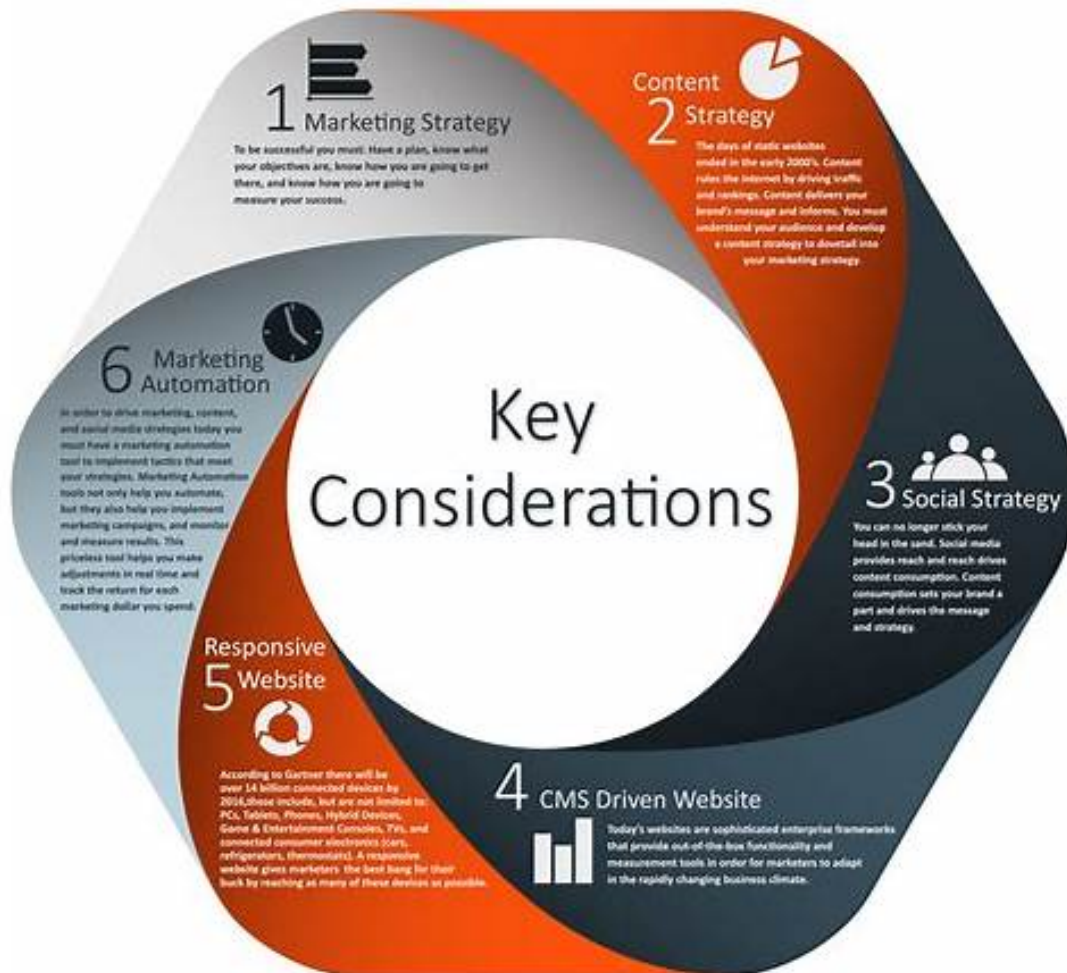 Key
Considerations
1 Marketing Strategy
To be successful you must: Have a plan, know what
your objectives are, know how you are going to get
there, and know how you are going to
measure your success.
Content
2 Strategy
The days of static websites
ended in the early 2000's. Content
rules the Internet by driving traffic
and rankings. Content delivers your
brand's message and informs. You must
understand your audience and develop
a content strategy to dovetail into
your marketing strategy.
3 Social Strategy
You can no longer stick your
head in the sand. Social media
provides reach and reach drives
content consumption. Content
consumption sets your brand a
part and drives the message
and strategy.
4 CMS Driven Website
Today's websites are sophisticated enterprise frameworks
that provide out-of-the-box functionality and
measurement tools in order for marketers to adapt
in the rapidly changing business climate.
Responsive
5 Website
According to Gartner there will be
over 14 billion connected devices by
2016,these include, but are not limited to:
PCs, Tablets, Phones, Hybrid Devices,
Game & Entertainment Consoles, TVs, and
connected consumer electronics (cars,
refrigerators, thermostats). A responsive
website gives marketers the best bang for their
buck by reaching as many of these devices as possible.
6 Marketing
Automation
In order to drive marketing, content,
and social media strategies today you
must have a marketing automation
tool to implement tactics that meet
your strategies. Marketing Automation
tools not only help you automate,
but they also help you implement
marketing campaigns, and monitor
and measure results. This
priceless tool helps you make
adjustments in real time and
track the return for each
marketing dollar you spend.